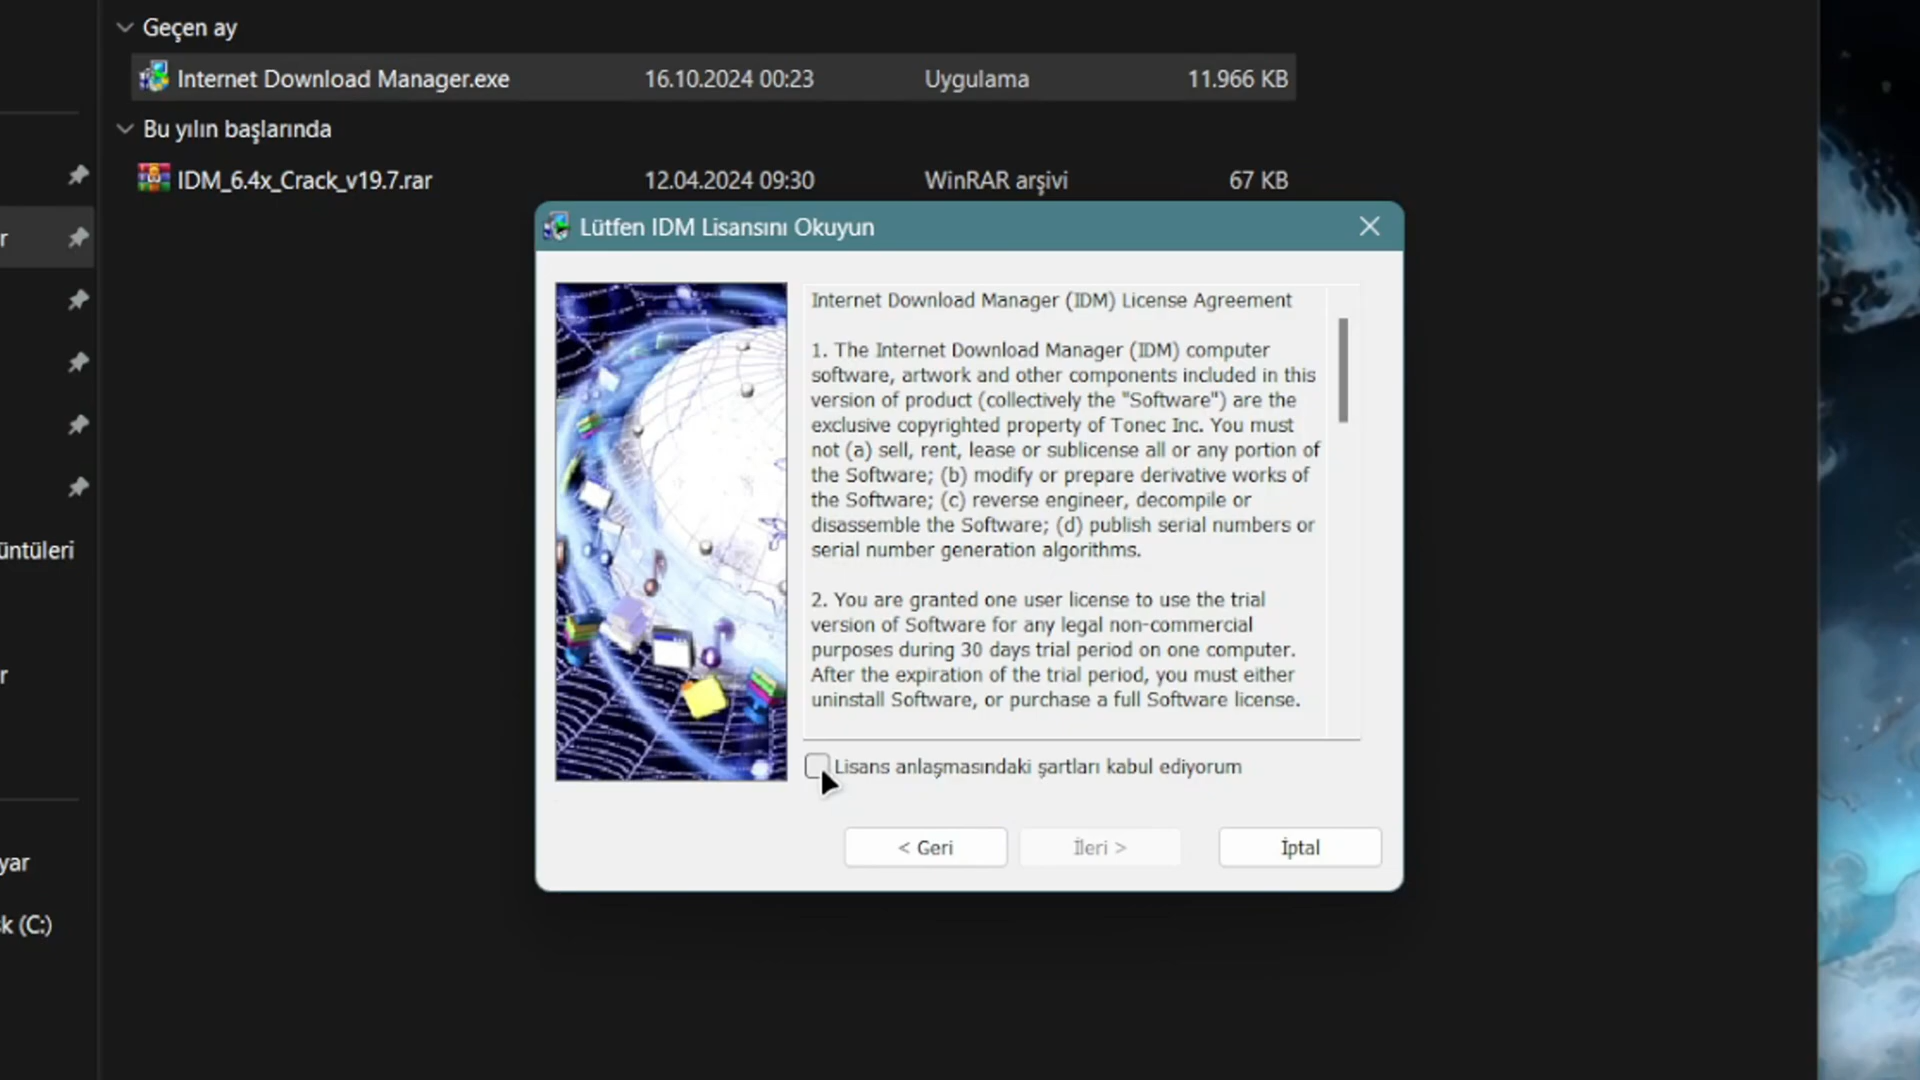 Geçen ay
Internet Download Manager.exe 16.10.2024 00:23 Uygulama 11.966 KB
Bu yılın başlarında
IDM_6.4x_Crack_v19.7.rar 12.04.2024 09:30 WinRAR arşivi 67 KB
r
üntüleri
r
yar
k (C:)
Lütfen IDM Lisansını Okuyun
Internet Download Manager (IDM) License Agreement
1. The Internet Download Manager (IDM) computer
software, artwork and other components included in this
version of product (collectively the "Software") are the
exclusive copyrighted property of Tonec Inc. You must
not (a) sell, rent, lease or sublicense all or any portion of
the Software; (b) modify or prepare derivative works of
the Software; (c) reverse engineer, decompile or
disassemble the Software; (d) publish serial numbers or
serial number generation algorithms.
2. You are granted one user license to use the trial
version of Software for any legal non-commercial
purposes during 30 days trial period on one computer.
After the expiration of the trial period, you must either
uninstall Software, or purchase a full Software license.
Lisans anlaşmasındaki şartları kabul ediyorum
< Geri İleri > İptal